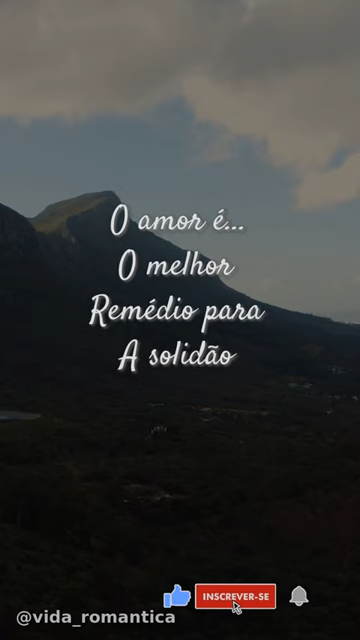 O amor é...
O melhor
Remédio para
A solidão
INSCREVER-SE
@vida_romantica